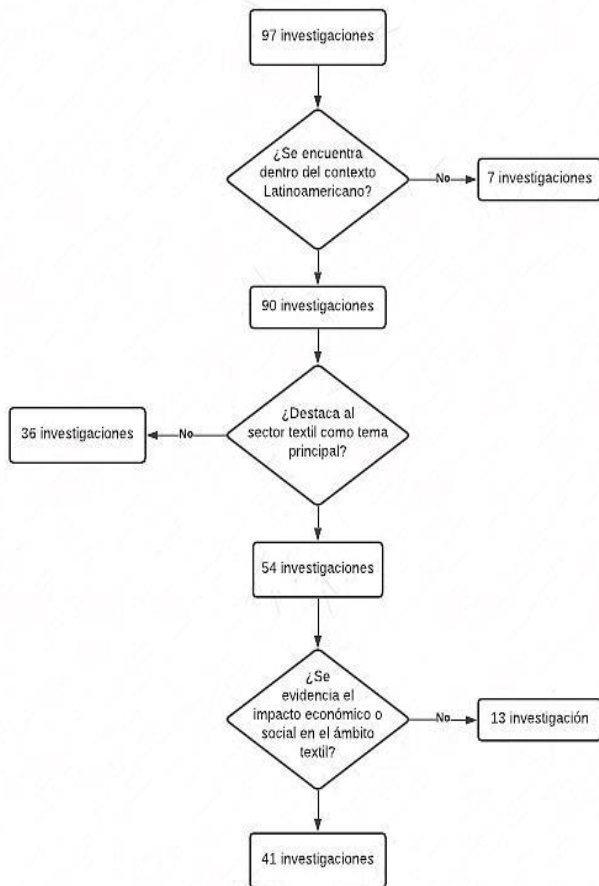 97 investigaciones
¿Se encuentra
dentro del contexto
Latinoamericano?
No
7 investigaciones
90 investigaciones
¿Destaca al
sector textil como tema
principal?
No
36 investigaciones
54 investigaciones
¿Se
evidencia el
impacto económico o
social en el ámbito
textil?
No
13 investigación
41 investigaciones